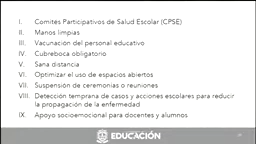 I. Comités Participativos de Salud Escolar (CPSE)
II. Manos limpias
III. Vacunación del personal educativo
IV. Cubreboca obligatorio
V. Sana distancia
VI. Optimizar el uso de espacios abiertos
VII. Suspensión de ceremonias o reuniones
VIII. Detección temprana de casos y acciones escolares para reducir
la propagación de la enfermedad
IX Apoyo socioemocional para docentes y alumnos
EDUCACIÓN